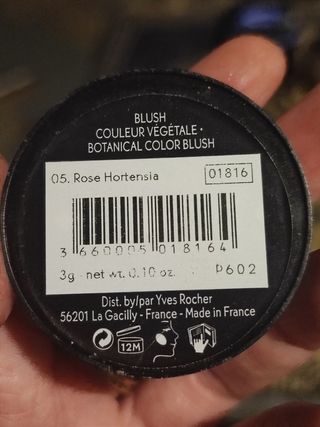 BLUSH
COULEUR VÉGÉTALE •
BOTANICAL COLOR BLUSH
05. Rose Hortensia 01816
3 660005 018164
3g - net wt. 0.10 oz. P602
Dist. by/par Yves Rocher
56201 La Gacilly - France - Made in France
12M